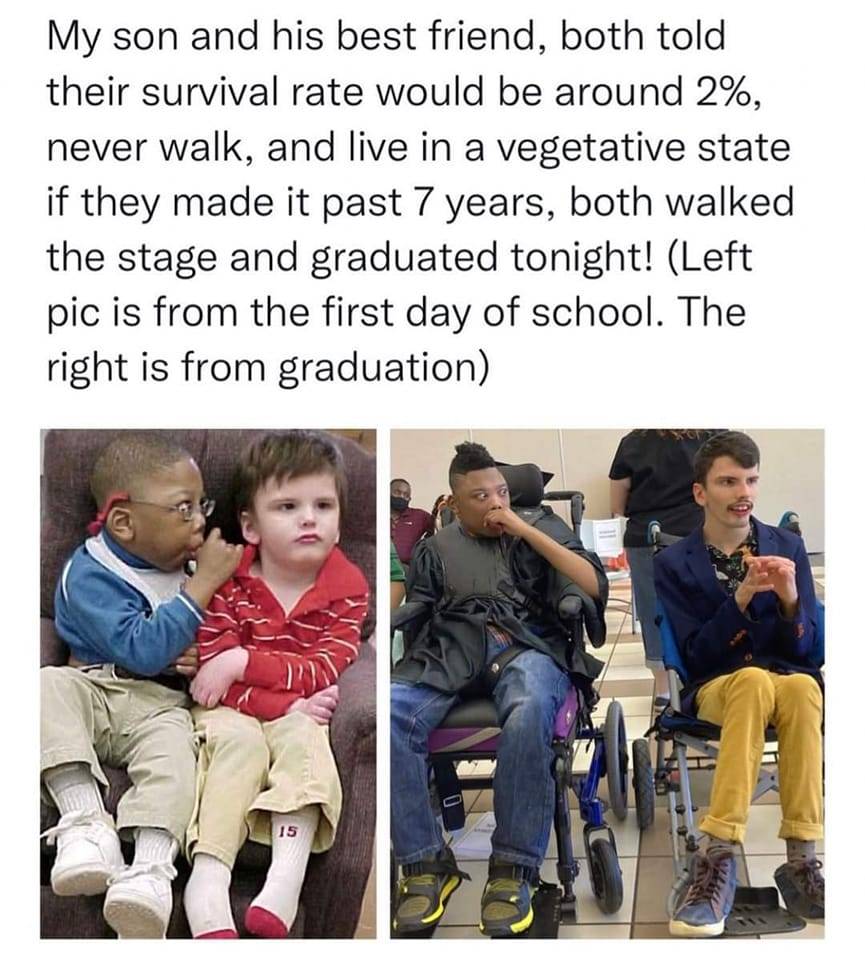 My son and his best friend, both told
their survival rate would be around 2%,
never walk, and live in a vegetative state
if they made it past 7 years, both walked
the stage and graduated tonight! (Left
pic is from the first day of school. The
right is from graduation)
15